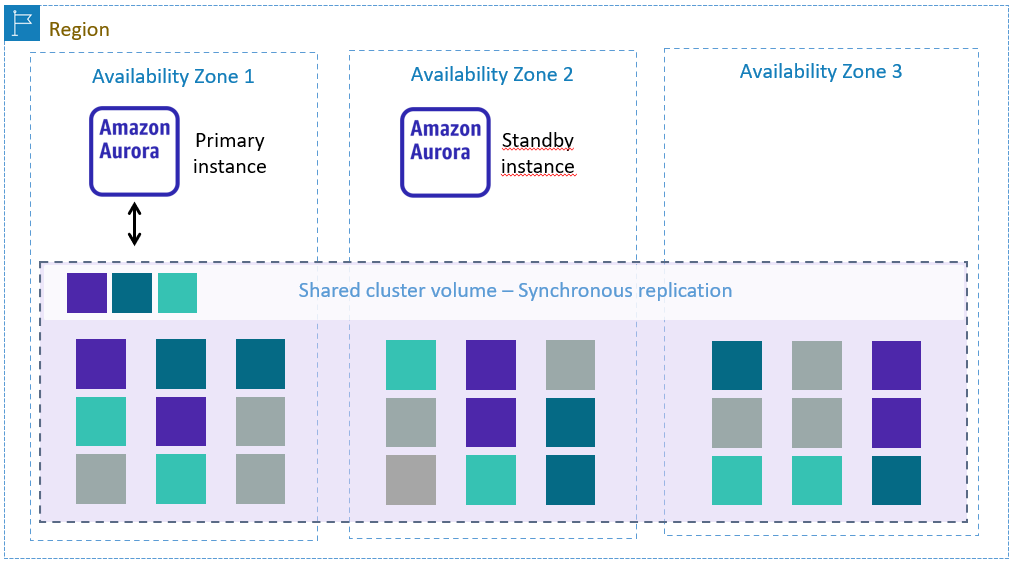 Region
Availability Zone 1
Availability Zone 2
Availability Zone 3
Amazon
Aurora
Primary
instance
Amazon
Aurora
Standby
instance
Shared cluster volume – Synchronous replication